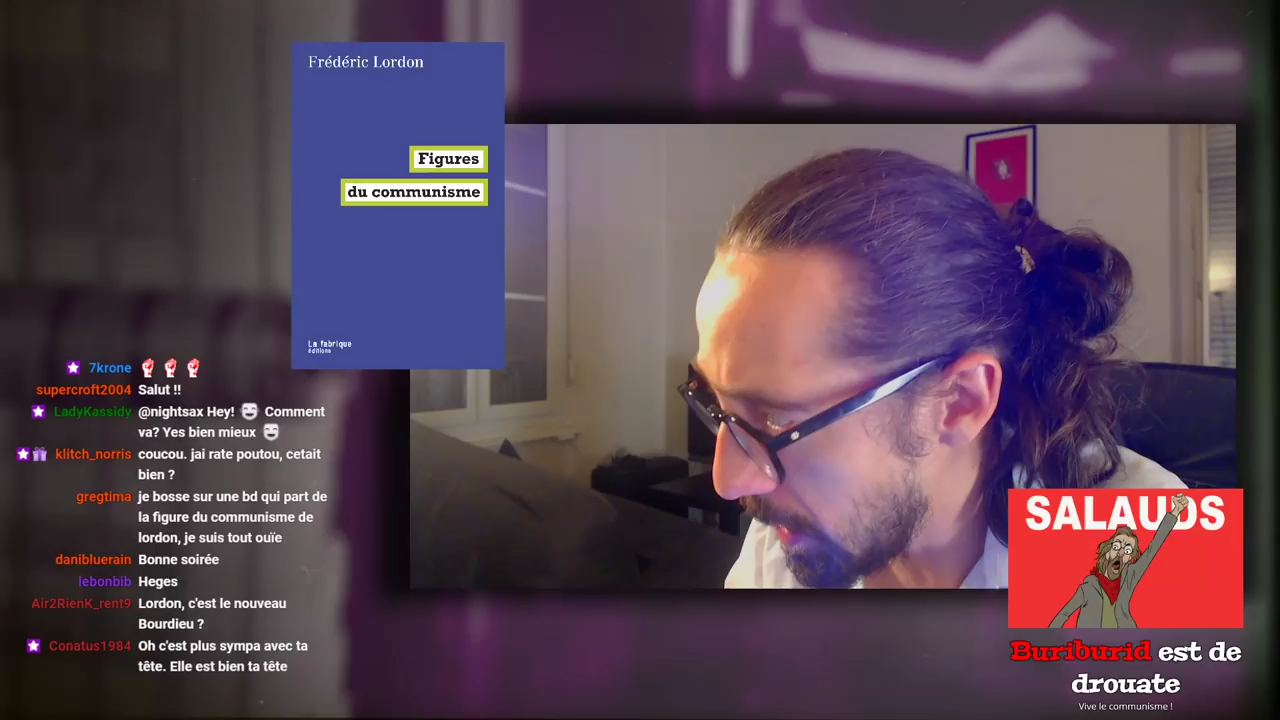 Frédéric Lordon
Figures
du communisme
La fabrique
éditions
7krone
supercroft2004 Salut !!
LadyKassidy @nightsax Hey! Comment
va? Yes bien mieux
klitch_norris coucou. jai rate poutou, cetait
bien ?
gregtima je bosse sur une bd qui part de
la figure du communisme de
lordon, je suis tout ouïe
danibluerain Bonne soirée
lebonbib Heges
Air2RienK_rent9 Lordon, c'est le nouveau
Bourdieu ?
Conatus1984 Oh c'est plus sympa avec ta
tête. Elle est bien ta tête
SALAUDS
Buriburid est de
drouate
Vive le communisme !